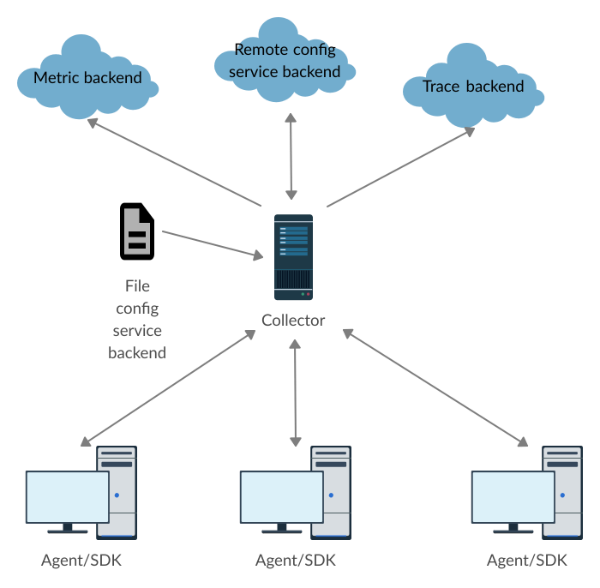 Metric backend
Remote config
service backend
Trace backend
File
config
service
backend
Collector
Agent/SDK
Agent/SDK
Agent/SDK